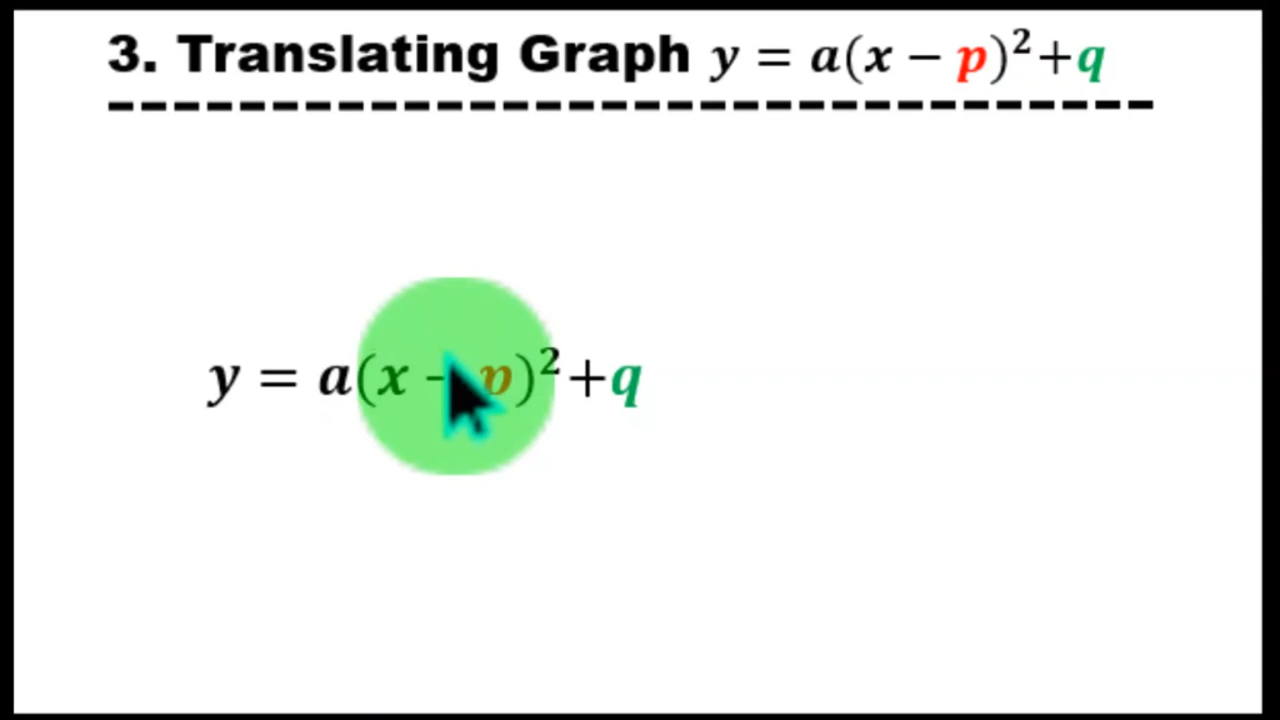 3. Translating Graph y = a(x − p)²+q
y = a(x − p)²+q